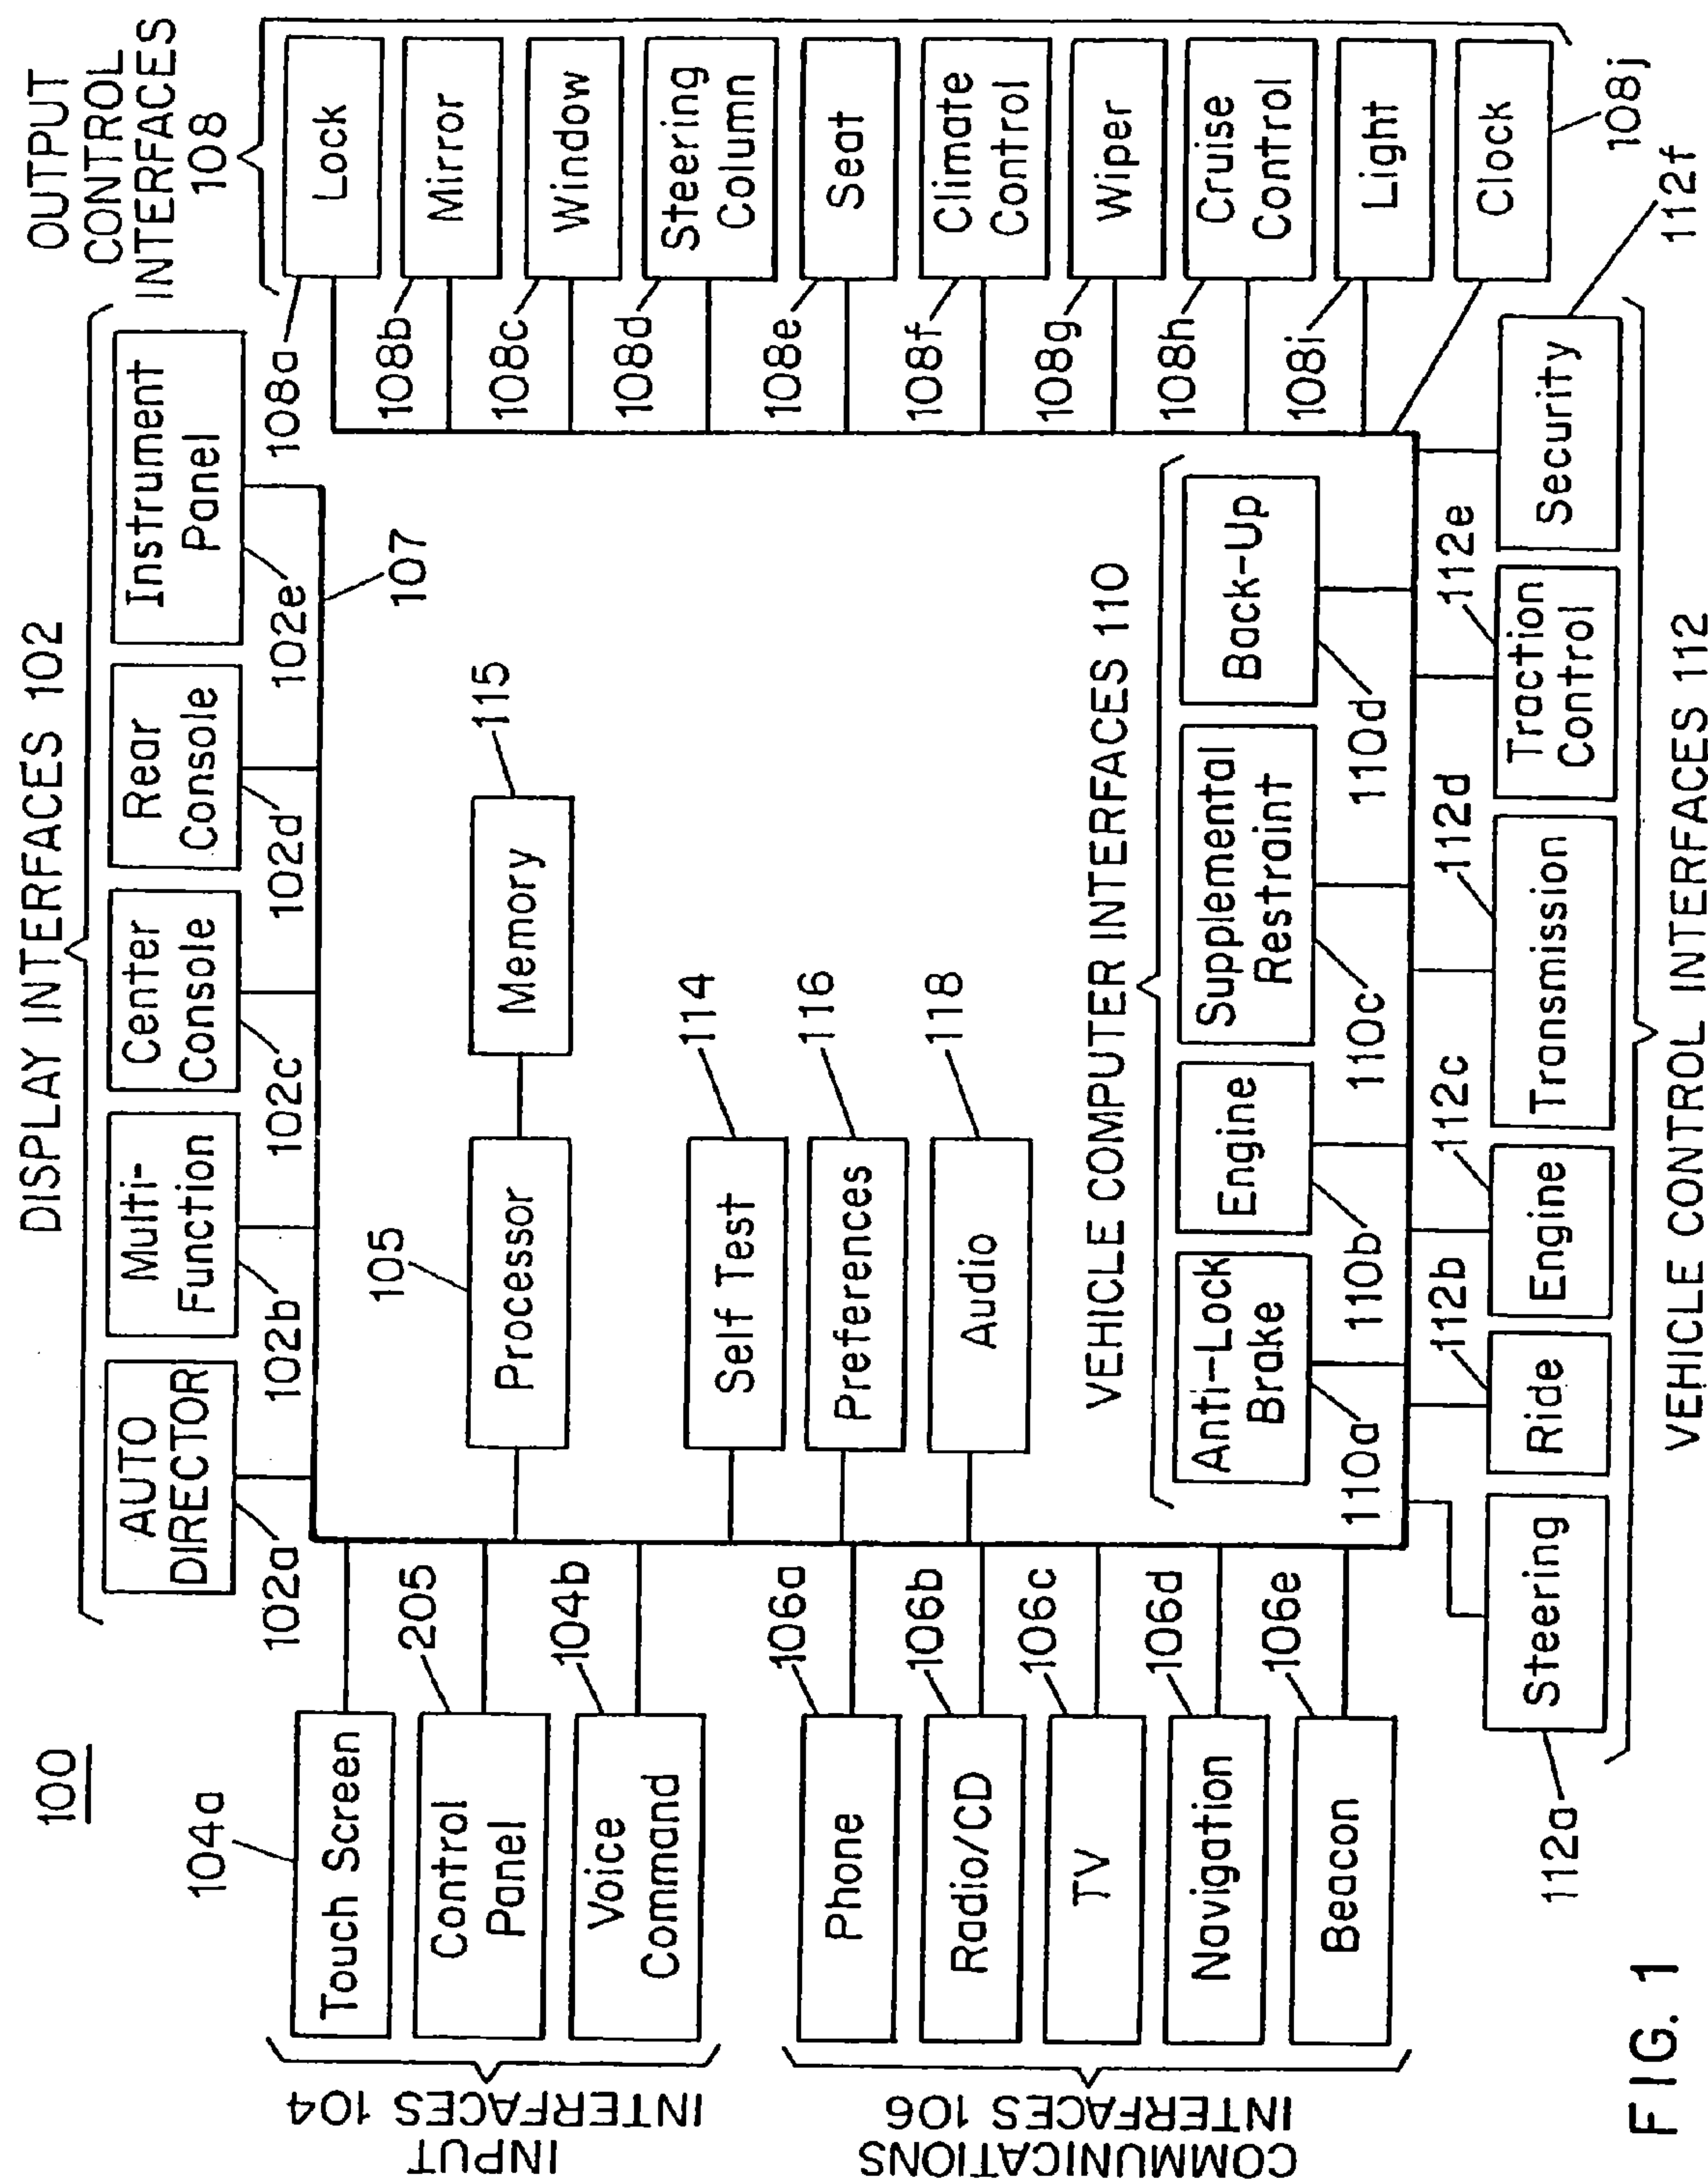 100
DISPLAY INTERFACES 102
AUTO
DIRECTOR
102a
Multi-
Function
102b
Center
Console
102c
Rear
Console
102d
Instrument
Panel
102e
107
OUTPUT
CONTROL
INTERFACES
108
Lock
108a
Mirror
108b
Window
108c
Steering
Column
108d
Seat
108e
Climate
Control
108f
Wiper
108g
Cruise
Control
108h
Light
108i
Clock
108j
104a
Touch Screen
205
Control
Panel
104b
Voice
Command
INPUT
INTERFACES 104
105
Processor
Memory
115
Self Test
114
Preferences
116
Audio
118
106a
Phone
106b
Radio/CD
106c
TV
106d
Navigation
106e
Beacon
COMMUNICATIONS
INTERFACES 106
VEHICLE COMPUTER INTERFACES 110
Anti-Lock
Brake
110a
Engine
110b
Supplemental
Restraint
110c
Back-Up
110d
112a
Steering
112b
Ride
112c
Engine
112d
Transmission
112e
Traction
Control
112f
Security
VEHICLE CONTROL INTERFACES 112
FIG. 1